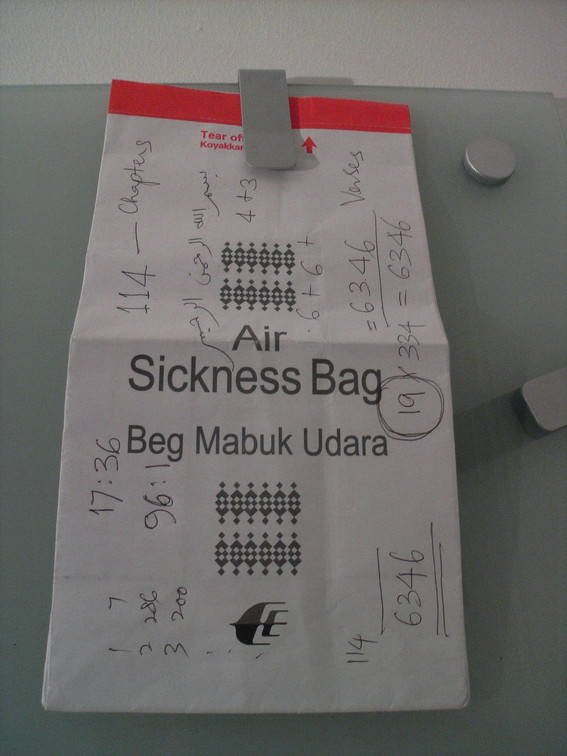 Tear of
Koyakkar
Air
Sickness Bag
Beg Mabuk Udara
114 — Chapters
بسم الله الرحمن الرحيم
4+3
6+6+
=6346 Verses
19 x 334 = 6346
17:36
96:1
1 7
2 286
3 200
114
6346